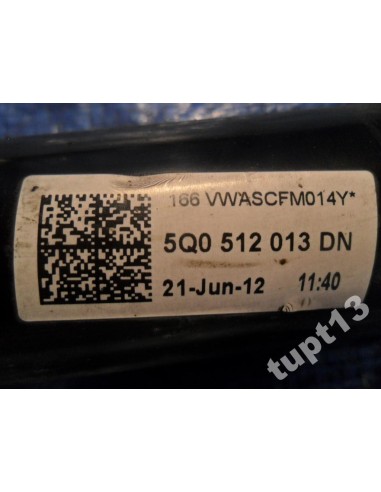 166 VWASCFM014Y*
5Q0 512 013 DN
21-Jun-12 11:40
tupt13